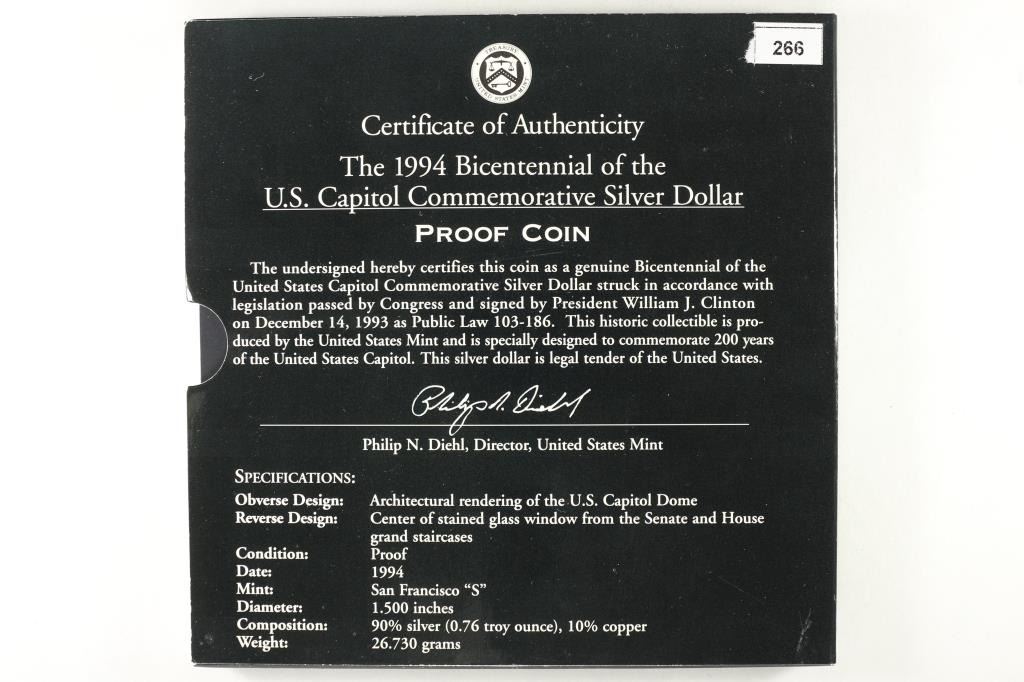 266
TREASURY
UNITED STATES MINT
Certificate of Authenticity
The 1994 Bicentennial of the
U.S. Capitol Commemorative Silver Dollar
PROOF COIN
The undersigned hereby certifies this coin as a genuine Bicentennial of the
United States Capitol Commemorative Silver Dollar struck in accordance with
legislation passed by Congress and signed by President William J. Clinton
on December 14, 1993 as Public Law 103-186. This historic collectible is pro-
duced by the United States Mint and is specially designed to commemorate 200 years
of the United States Capitol. This silver dollar is legal tender of the United States.
Philip N. Diehl
Philip N. Diehl, Director, United States Mint
SPECIFICATIONS:
Obverse Design: Architectural rendering of the U.S. Capitol Dome
Reverse Design: Center of stained glass window from the Senate and House
grand staircases
Condition: Proof
Date: 1994
Mint: San Francisco “S”
Diameter: 1.500 inches
Composition: 90% silver (0.76 troy ounce), 10% copper
Weight: 26.730 grams